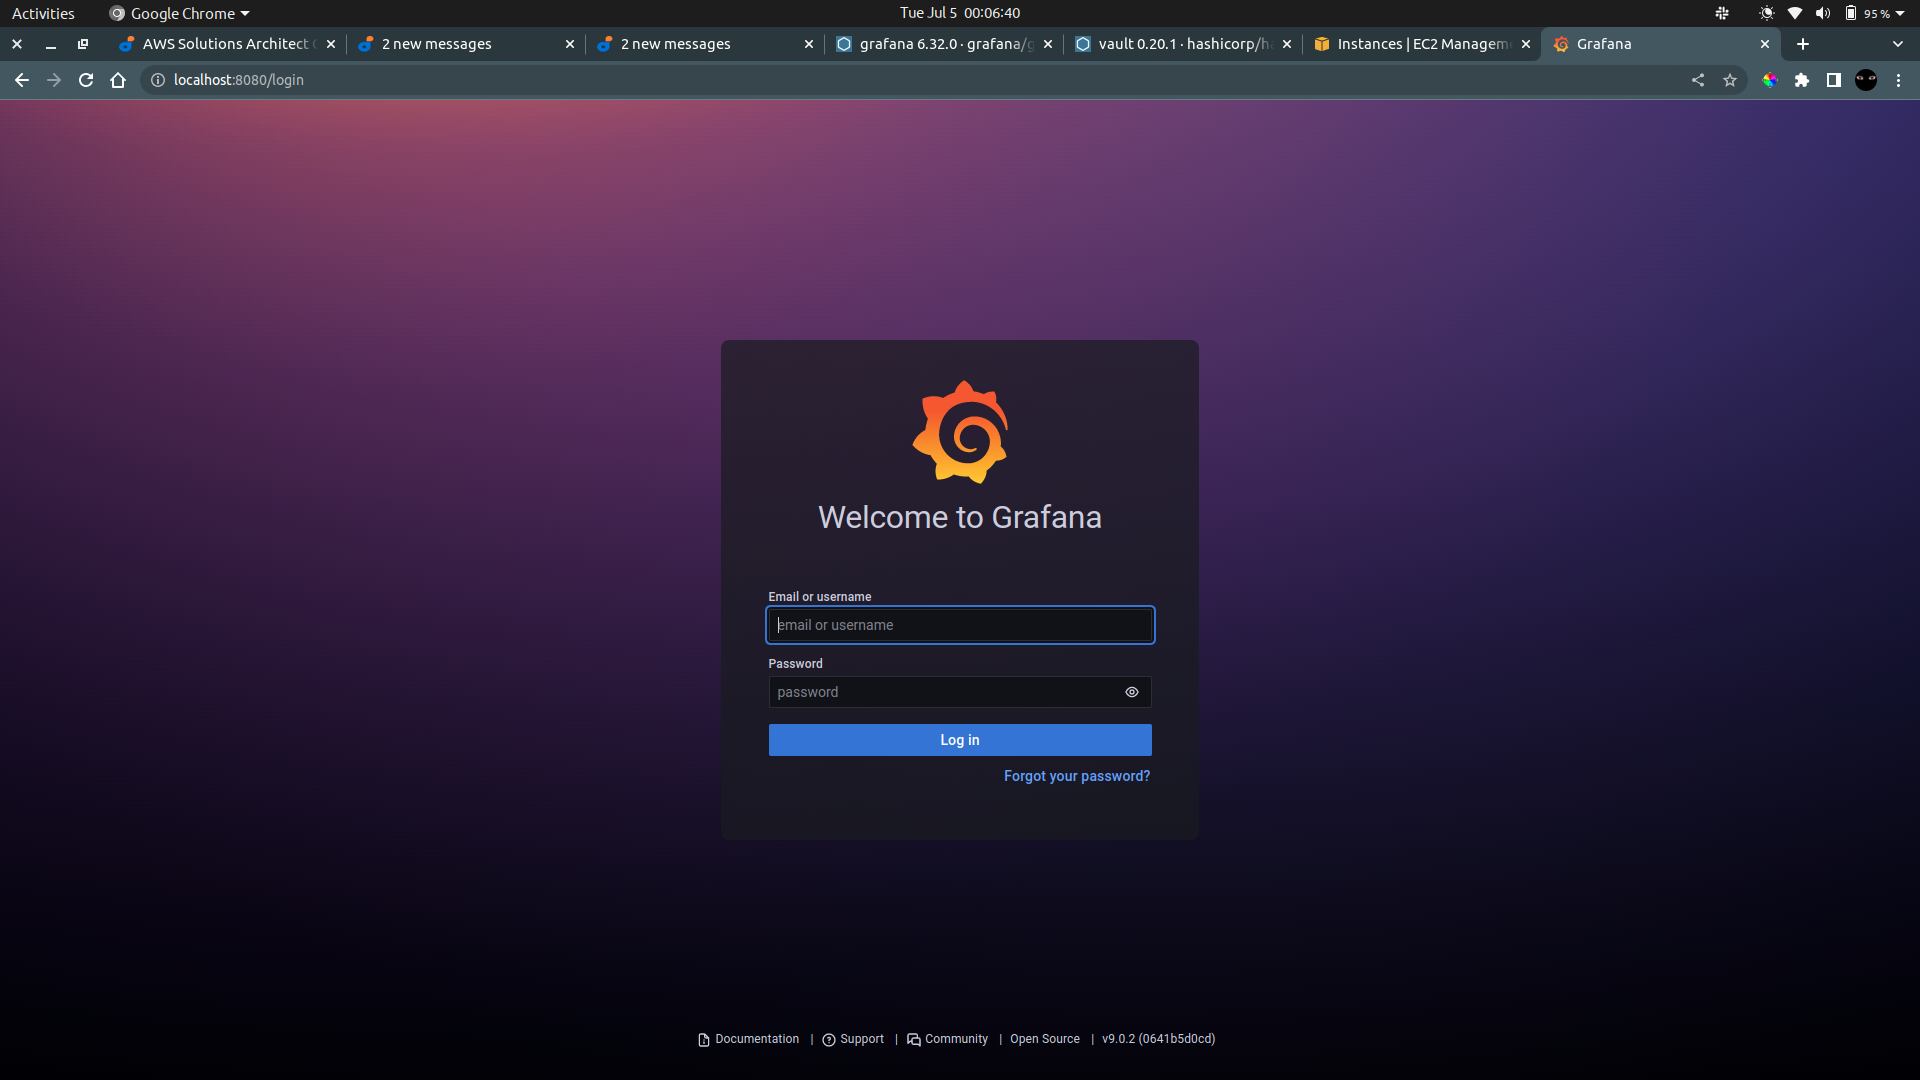 Activities Google Chrome Tue Jul 5 00:06:40 95 %
AWS Solutions Architect 2 new messages 2 new messages grafana 6.32.0 · grafana/g vault 0.20.1 · hashicorp/ha Instances | EC2 Managem Grafana
localhost:8080/login
Welcome to Grafana
Email or username
email or username
Password
password
Log in
Forgot your password?
Documentation | Support | Community | Open Source | v9.0.2 (0641b5d0cd)